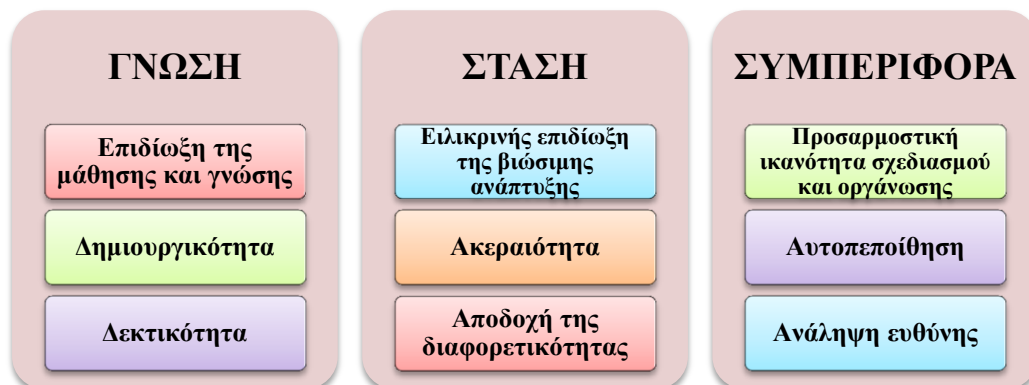 ΓΝΩΣΗ
Επιδίωξη της
μάθησης και γνώσης
Δημιουργικότητα
Δεκτικότητα
ΣΤΑΣΗ
Ειλικρινής επιδίωξη
της βιώσιμης
ανάπτυξης
Ακεραιότητα
Αποδοχή της
διαφορετικότητας
ΣΥΜΠΕΡΙΦΟΡΑ
Προσαρμοστική
ικανότητα σχεδιασμού
και οργάνωσης
Αυτοπεποίθηση
Ανάληψη ευθύνης